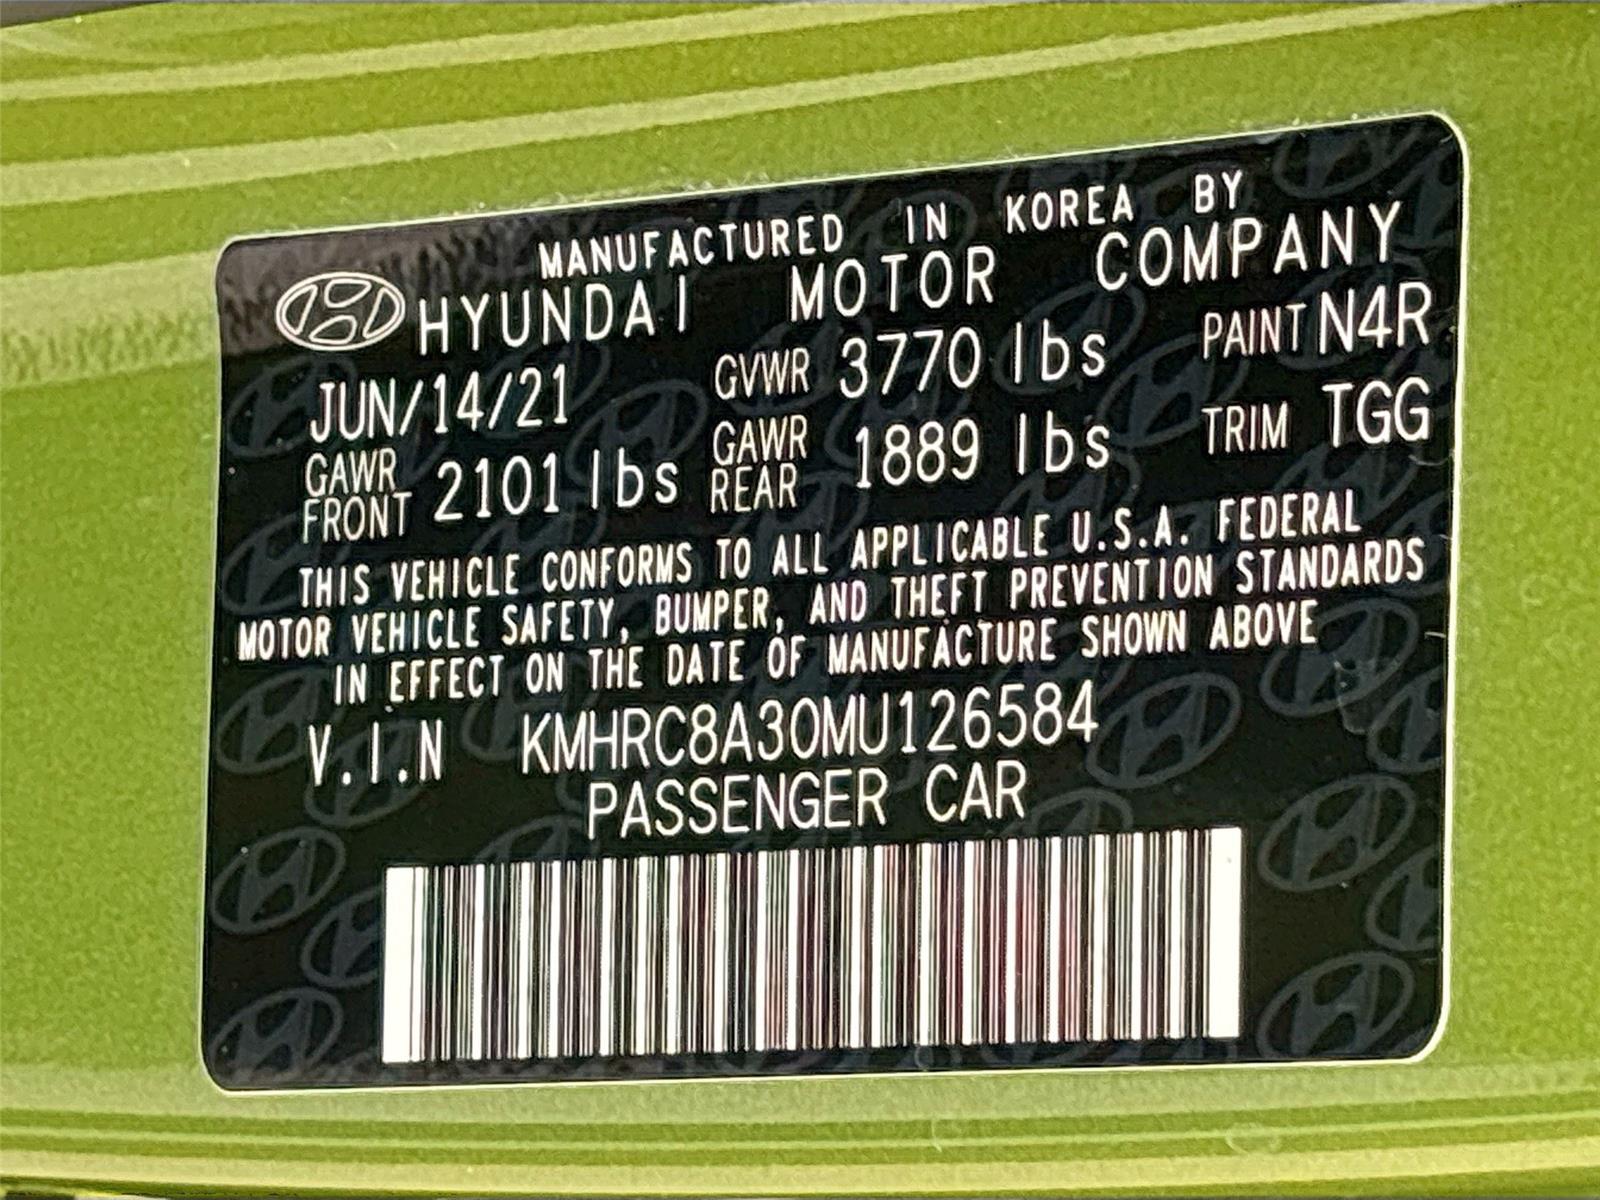 MANUFACTURED IN KOREA BY
HYUNDAI MOTOR COMPANY
JUN/14/21 GVWR 3770 lbs PAINT N4R
GAWR FRONT 2101 lbs GAWR REAR 1889 lbs TRIM TGG
THIS VEHICLE CONFORMS TO ALL APPLICABLE U.S.A. FEDERAL
MOTOR VEHICLE SAFETY, BUMPER, AND THEFT PREVENTION STANDARDS
IN EFFECT ON THE DATE OF MANUFACTURE SHOWN ABOVE
V.I.N KMHRC8A30MU126584
PASSENGER CAR